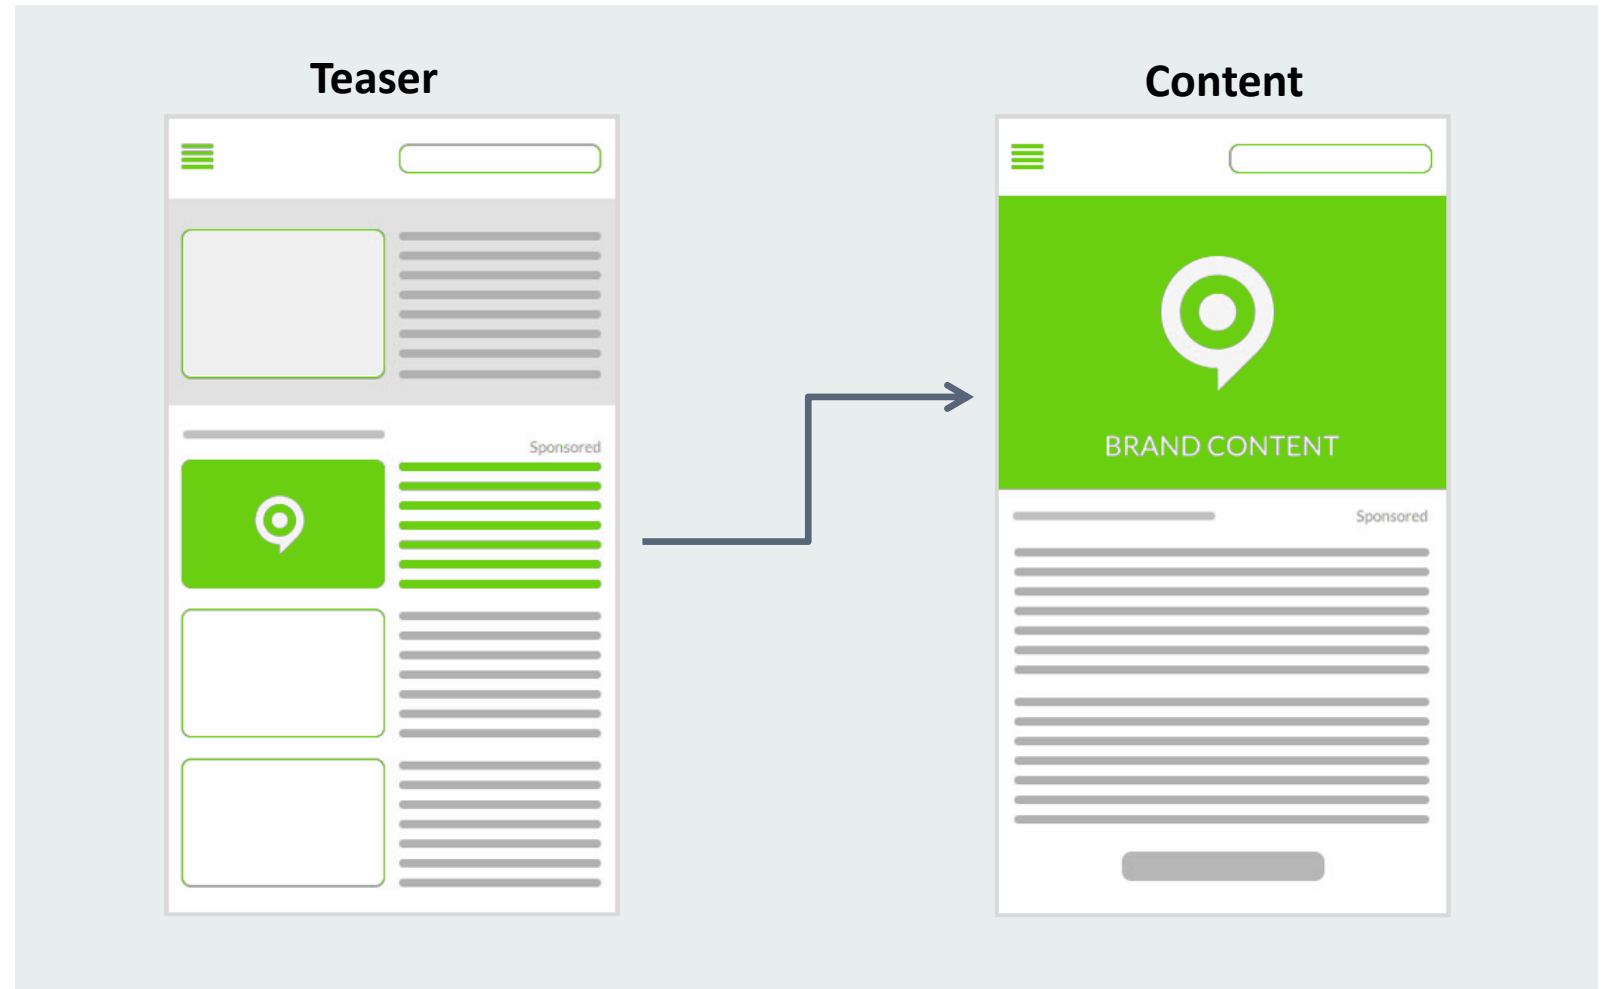 Teaser
Content
Sponsored
BRAND CONTENT
Sponsored